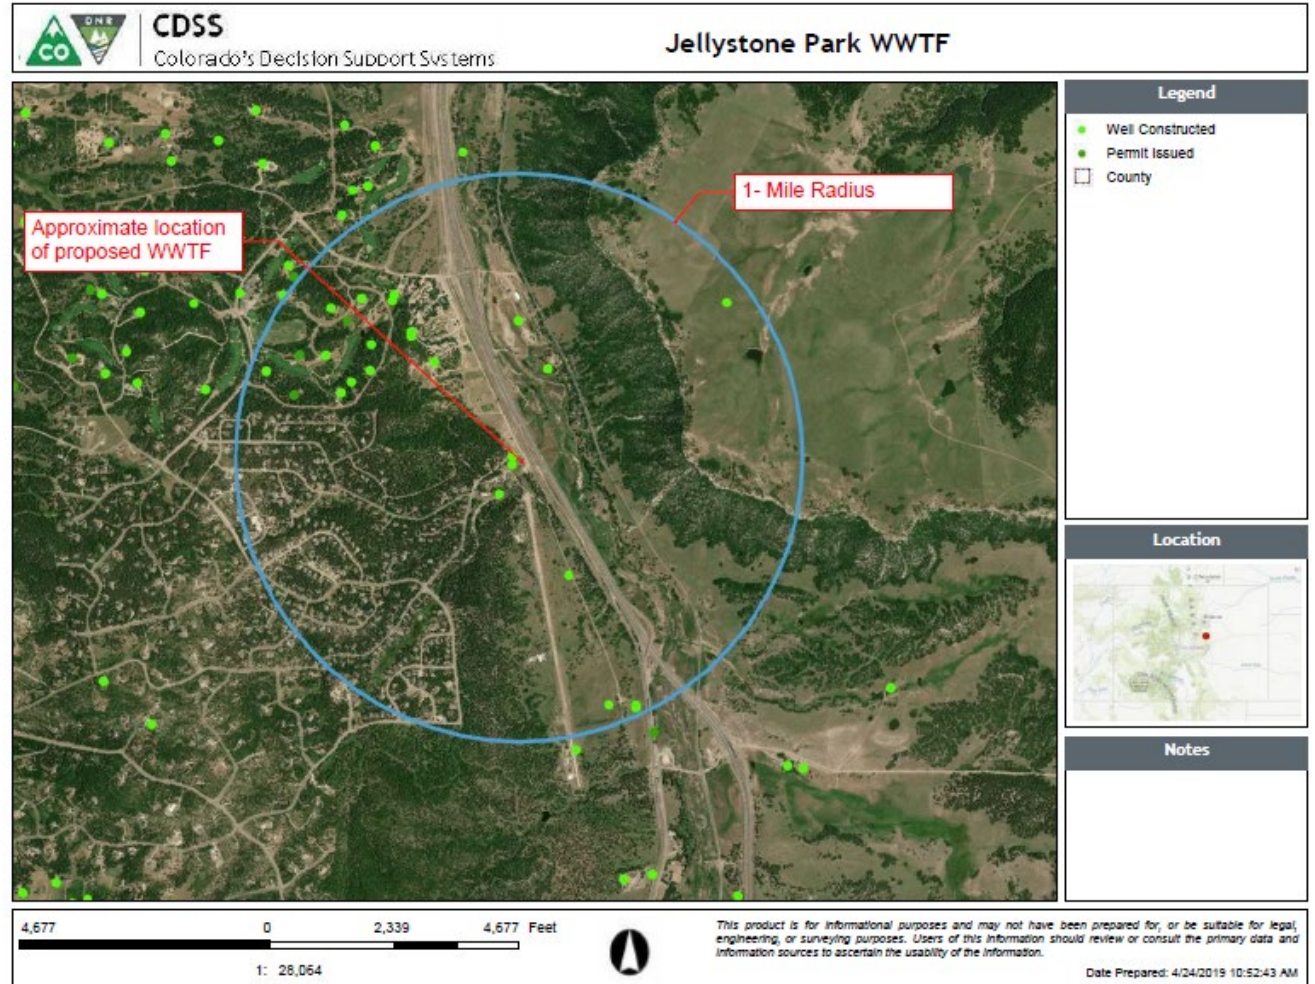 DNR
CO
CDSS
Colorado's Decision Support Systems
Jellystone Park WWTF
Legend
Well Constructed
Permit Issued
County
1- Mile Radius
Approximate location
of proposed WWTF
Location
Notes
4,677 0 2,339 4,677 Feet
1: 28,064
This product is for informational purposes and may not have been prepared for, or be suitable for legal,
engineering, or surveying purposes. Users of this information should review or consult the primary data and
information sources to ascertain the usability of the information.
Date Prepared: 4/24/2019 10:52:43 AM